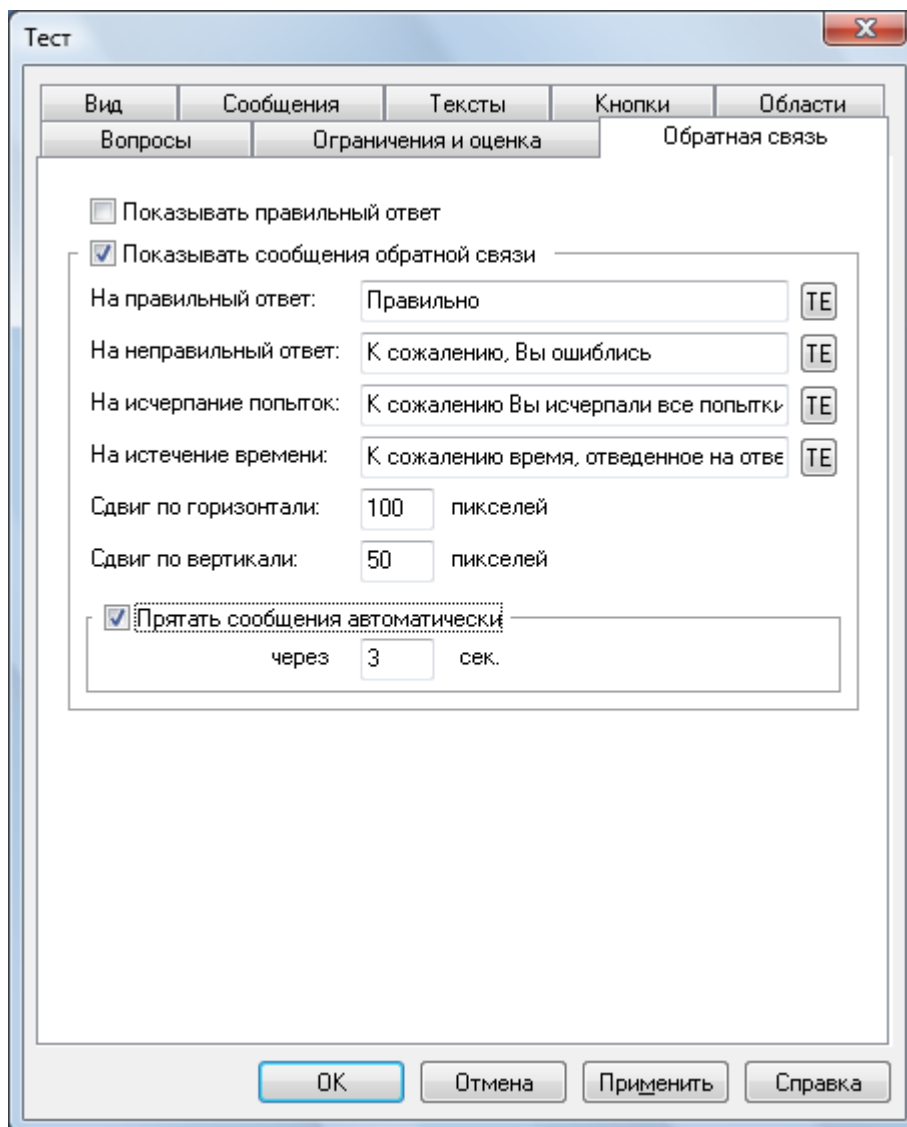 Тест
Вид Сообщения Тексты Кнопки Области
Вопросы Ограничения и оценка Обратная связь
Показывать правильный ответ
Показывать сообщения обратной связи
На правильный ответ: Правильно TE
На неправильный ответ: К сожалению, Вы ошиблись TE
На исчерпание попыток: К сожалению Вы исчерпали все попытки TE
На истечение времени: К сожалению время, отведенное на отве TE
Сдвиг по горизонтали: 100 пикселей
Сдвиг по вертикали: 50 пикселей
Прятать сообщения автоматически
через 3 сек.
OK Отмена Применить Справка